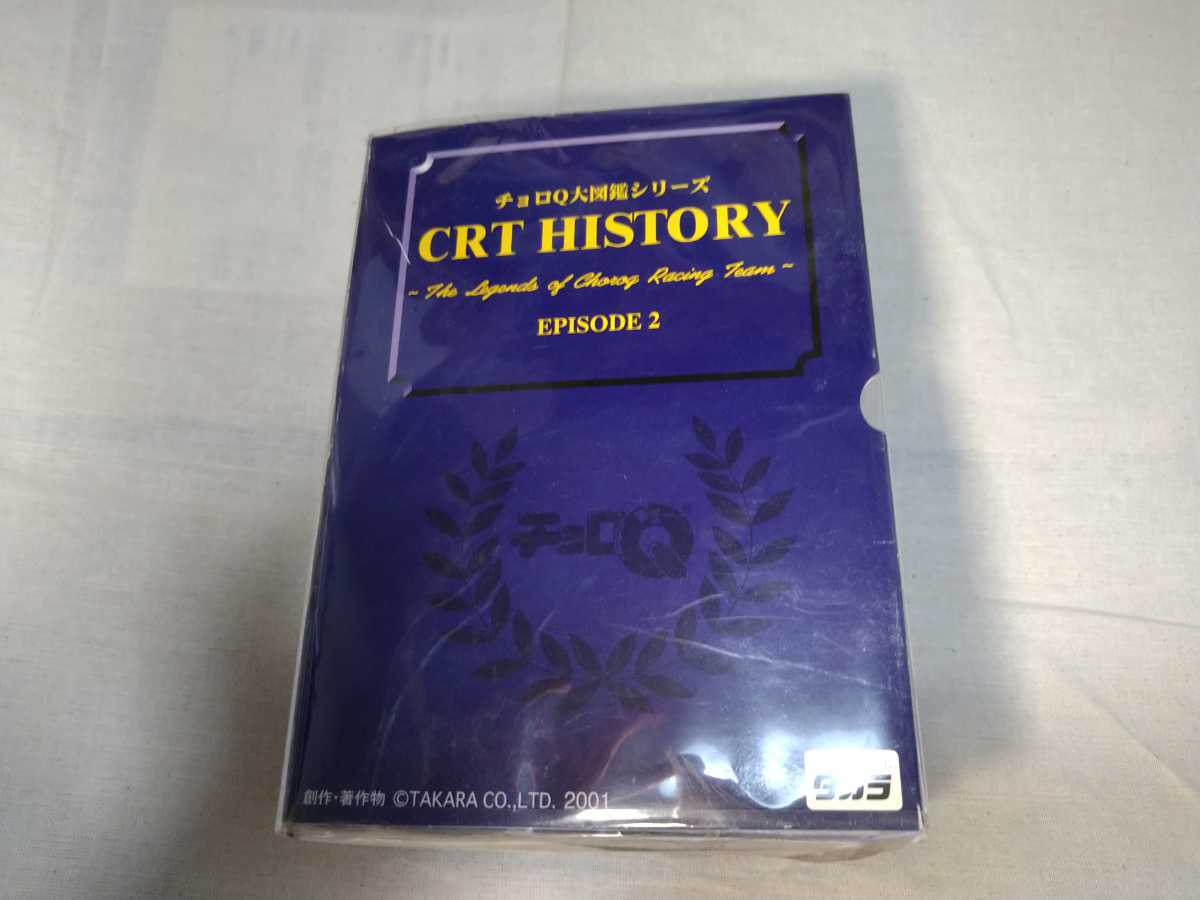 チョロQ大図鑑シリーズ
CRT HISTORY
~ The Legends of Choroq Racing Team ~
EPISODE 2
チョロQ
創作・著作物 ©TAKARA CO.,LTD. 2001
タカラ